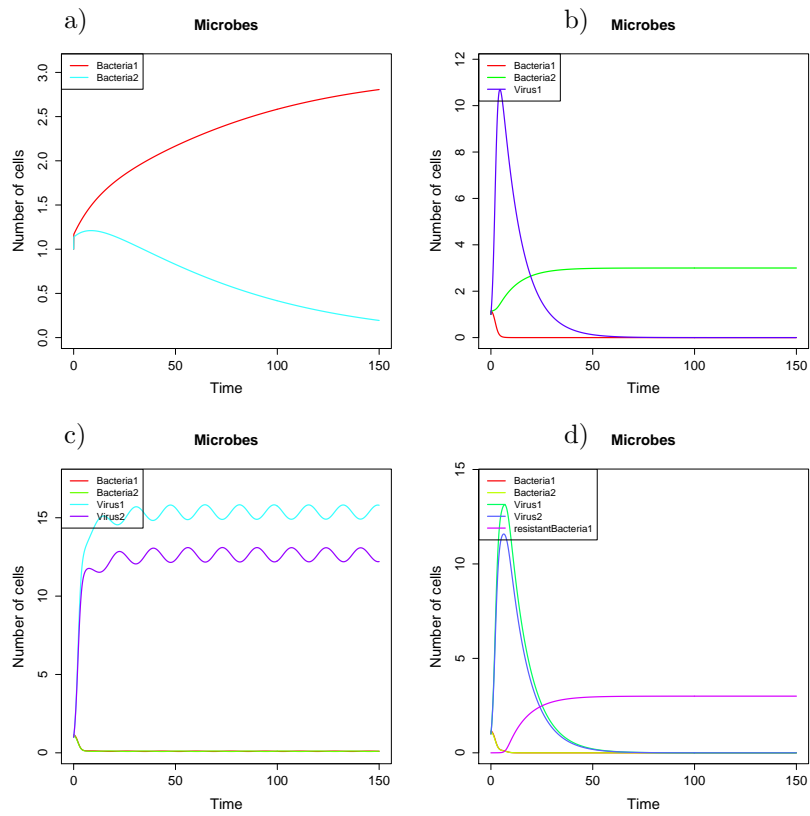 a)
Microbes
Bacteria1
Bacteria2
Number of cells
0.0 0.5 1.0 1.5 2.0 2.5 3.0
0 50 100 150
Time
b)
Microbes
Bacteria1
Bacteria2
Virus1
Number of cells
0 2 4 6 8 10 12
0 50 100 150
Time
c)
Microbes
Bacteria1
Bacteria2
Virus1
Virus2
Number of cells
0 5 10 15
0 50 100 150
Time
d)
Microbes
Bacteria1
Bacteria2
Virus1
Virus2
resistantBacteria1
Number of cells
0 5 10 15
0 50 100 150
Time